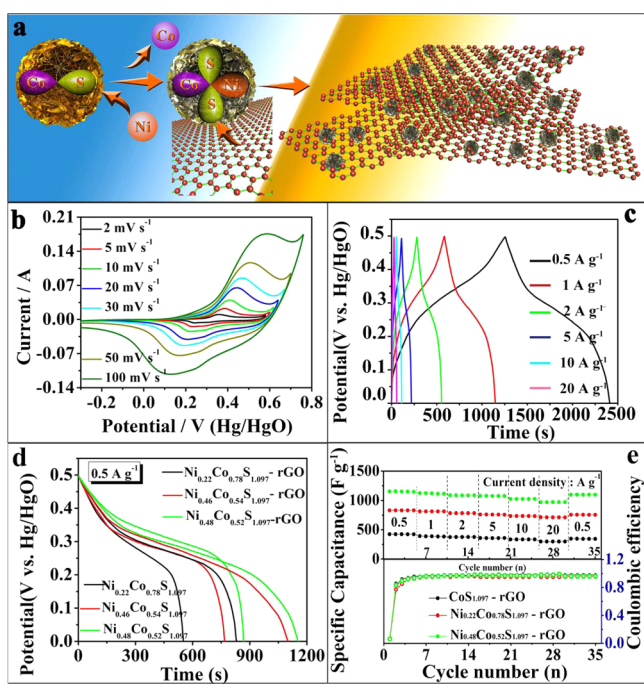 a
Co
Co
S
Ni
S
Co
Ni
S
b
0.21
0.14
0.07
0.00
-0.07
-0.14
Current / A
2 mV s⁻¹
5 mV s⁻¹
10 mV s⁻¹
20 mV s⁻¹
30 mV s⁻¹
50 mV s⁻¹
100 mV s⁻¹
0.0 0.2 0.4 0.6 0.8
Potential / V (Hg/HgO)
c
0.5
0.4
0.3
0.2
0.1
0.0
Potential(V vs. Hg/HgO)
0.5 A g⁻¹
1 A g⁻¹
2 A g⁻¹
5 A g⁻¹
10 A g⁻¹
20 A g⁻¹
0 500 1000 1500 2000 2500
Time (s)
d
0.5
0.4
0.3
0.2
0.1
0.0
Potential(V vs. Hg/HgO)
0.5 A g⁻¹
Ni₀.₂₂Co₀.₇₈S₁.₀₉₇- rGO
Ni₀.₄₆Co₀.₅₄S₁.₀₉₇- rGO
Ni₀.₄₈Co₀.₅₂S₁.₀₉₇-rGO
Ni₀.₂₂Co₀.₇₈S₁.₀₉₇
Ni₀.₄₆Co₀.₅₄S₁.₀₉₇
Ni₀.₄₈Co₀.₅₂S₁.₀₉₇
0 300 600 900 1200
Time (s)
e
1500
1000
500
0
Specific Capacitance(F g⁻¹)
Current density : A g⁻¹
0.5 1 2 5 10 20 0.5
7 14 21 28 35
Cycle number (n)
CoS₁.₀₉₇ - rGO
Ni₀.₂₂Co₀.₇₈S₁.₀₉₇ - rGO
Ni₀.₄₈Co₀.₅₂S₁.₀₉₇ - rGO
1.2
0.9
0.6
0.3
0.0
Coulumbic efficiency
0 7 14 21 28 35
Cycle number (n)